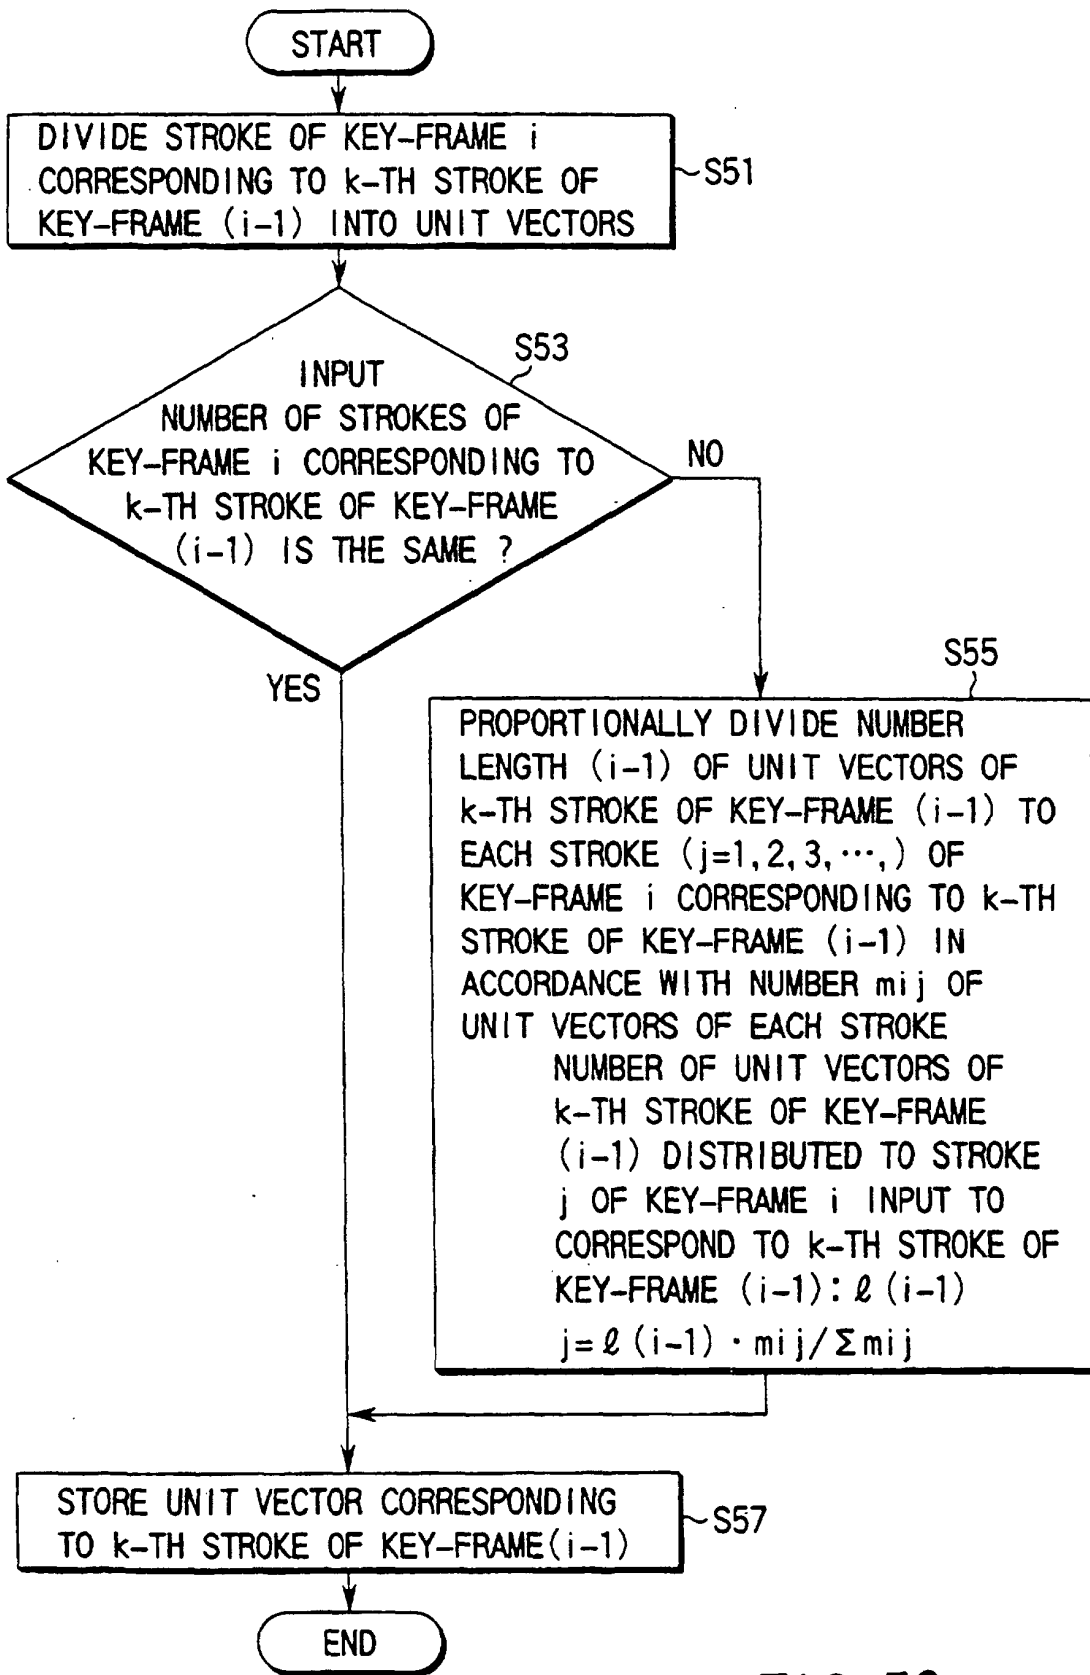 START
DIVIDE STROKE OF KEY-FRAME i
CORRESPONDING TO k-TH STROKE OF
KEY-FRAME (i-1) INTO UNIT VECTORS
S51
S53
INPUT
NUMBER OF STROKES OF
KEY-FRAME i CORRESPONDING TO
k-TH STROKE OF KEY-FRAME
(i-1) IS THE SAME ?
NO
YES
S55
PROPORTIONALLY DIVIDE NUMBER
LENGTH (i-1) OF UNIT VECTORS OF
k-TH STROKE OF KEY-FRAME (i-1) TO
EACH STROKE (j=1, 2, 3, ···,) OF
KEY-FRAME i CORRESPONDING TO k-TH
STROKE OF KEY-FRAME (i-1) IN
ACCORDANCE WITH NUMBER mij OF
UNIT VECTORS OF EACH STROKE
NUMBER OF UNIT VECTORS OF
k-TH STROKE OF KEY-FRAME
(i-1) DISTRIBUTED TO STROKE
j OF KEY-FRAME i INPUT TO
CORRESPOND TO k-TH STROKE OF
KEY-FRAME (i-1): ℓ (i-1)
j= ℓ (i-1) · mij/Σmij
STORE UNIT VECTOR CORRESPONDING
TO k-TH STROKE OF KEY-FRAME(i-1)
S57
END